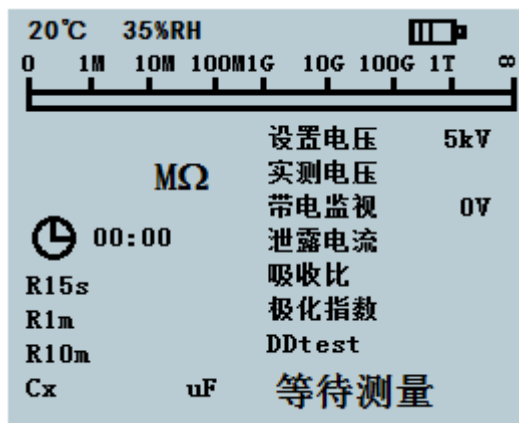 20℃ 35%RH
0 1M 10M 100M 1G 10G 100G 1T ∞
设置电压 5kV
MΩ
实测电压
带电监视 0V
00:00
泄露电流
吸收比
R15s
极化指数
R1m
DDtest
R10m
Cx uF
等待测量